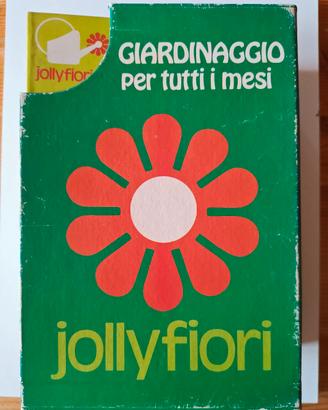 jollyfiori
GIARDINAGGIO
per tutti i mesi
jollyfiori